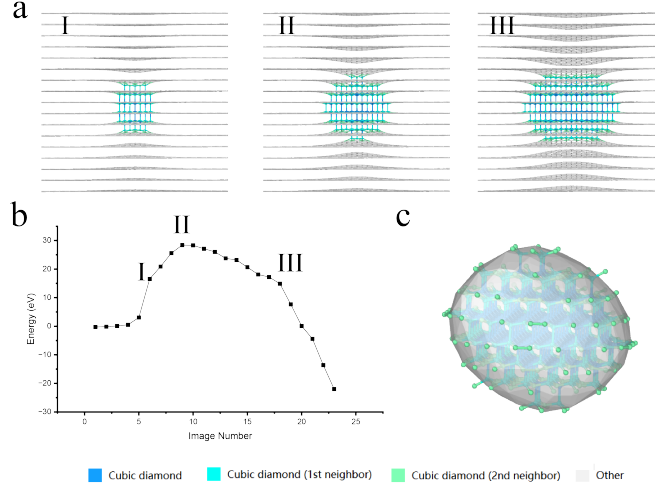 a
I
II
III
b
c
I
II
III
30
20
10
0
−10
−20
−30
Energy (eV)
0
5
10
15
20
25
Image Number
Cubic diamond
Cubic diamond (1st neighbor)
Cubic diamond (2nd neighbor)
Other